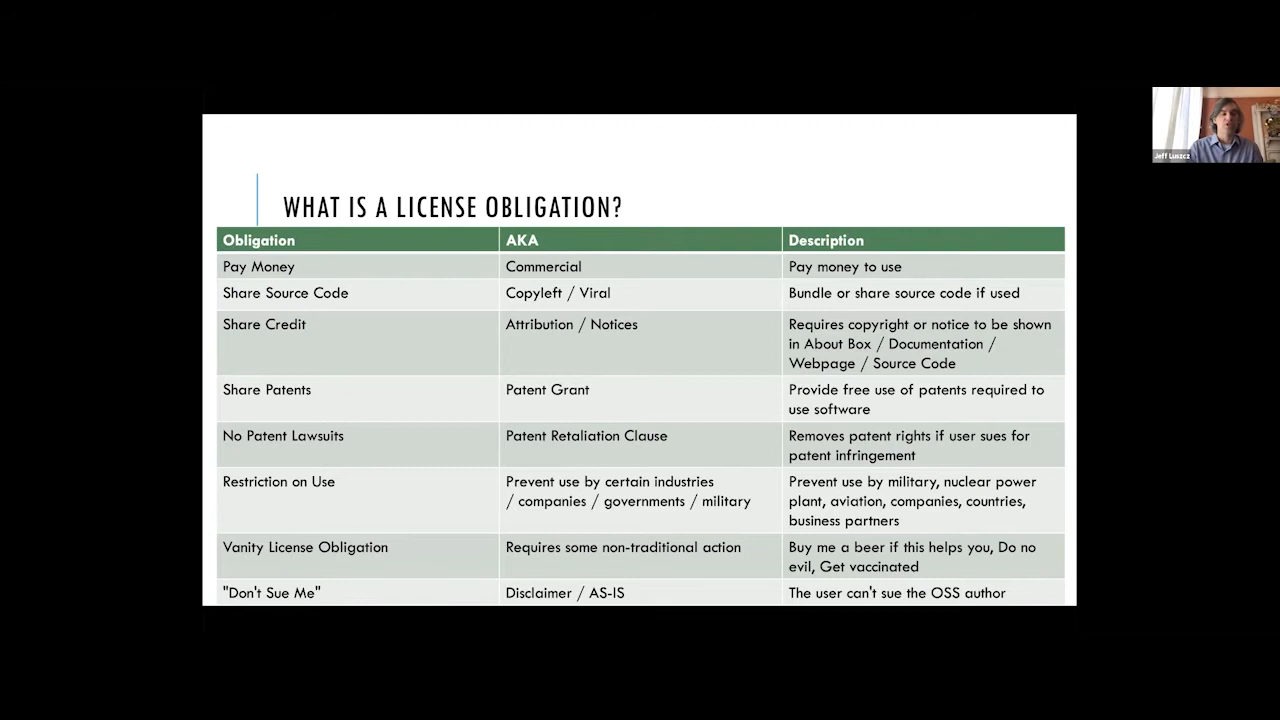 WHAT IS A LICENSE OBLIGATION?
Obligation
AKA
Description
Pay Money
Commercial
Pay money to use
Share Source Code
Copyleft / Viral
Bundle or share source code if used
Share Credit
Attribution / Notices
Requires copyright or notice to be shown
in About Box / Documentation /
Webpage / Source Code
Share Patents
Patent Grant
Provide free use of patents required to
use software
No Patent Lawsuits
Patent Retaliation Clause
Removes patent rights if user sues for
patent infringement
Restriction on Use
Prevent use by certain industries
/ companies / governments / military
Prevent use by military, nuclear power
plant, aviation, companies, countries,
business partners
Vanity License Obligation
Requires some non-traditional action
Buy me a beer if this helps you, Do no
evil, Get vaccinated
"Don't Sue Me"
Disclaimer / AS-IS
The user can't sue the OSS author
Jeff Luszcz